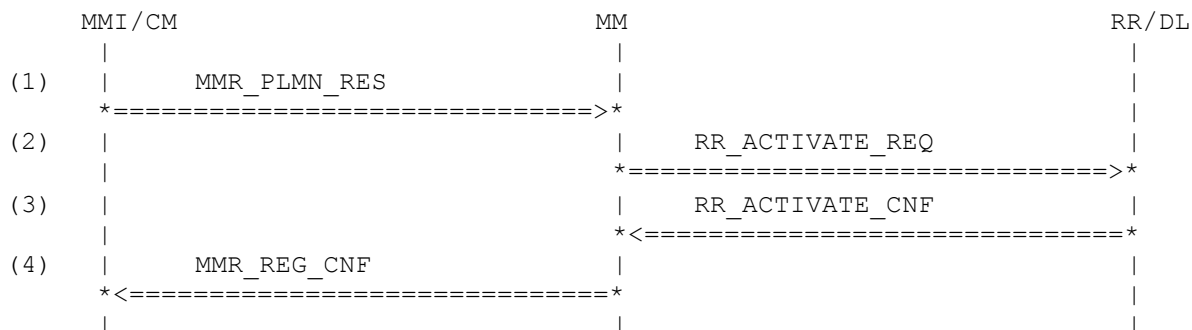 MMI/CM MM RR/DL
| | |
(1) | MMR_PLMN_RES | |
*==============================>* |
(2) | | RR_ACTIVATE_REQ |
| *==============================>*
(3) | | RR_ACTIVATE_CNF |
| *<==============================*
(4) | MMR_REG_CNF | |
*<==============================* |
| | |